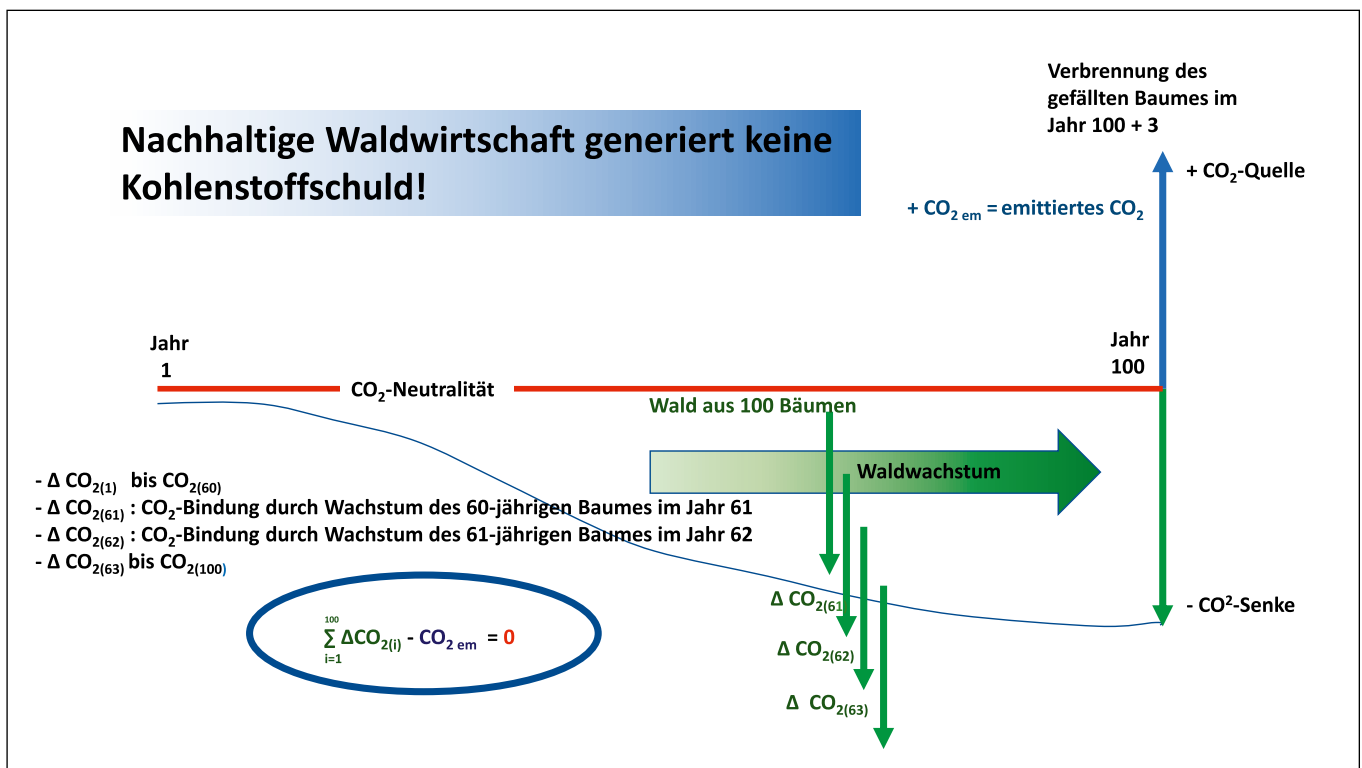 Verbrennung des
gefällten Baumes im
Jahr 100 + 3
Nachhaltige Waldwirtschaft generiert keine
Kohlenstoffschuld!
+ CO₂-Quelle
+ CO₂ em = emittiertes CO₂
Jahr
1
Jahr
100
CO₂-Neutralität
Wald aus 100 Bäumen
Waldwachstum
- Δ CO₂₍₁₎ bis CO₂₍₆₀₎
- Δ CO₂₍₆₁₎ : CO₂-Bindung durch Wachstum des 60-jährigen Baumes im Jahr 61
- Δ CO₂₍₆₂₎ : CO₂-Bindung durch Wachstum des 61-jährigen Baumes im Jahr 62
- Δ CO₂₍₆₃₎ bis CO₂₍₁₀₀₎
Δ CO₂₍₆₁
- CO²-Senke
100
∑ ΔCO₂₍ᵢ₎ - CO₂ em = 0
i=1
Δ CO₂₍₆₂₎
Δ CO₂₍₆₃₎